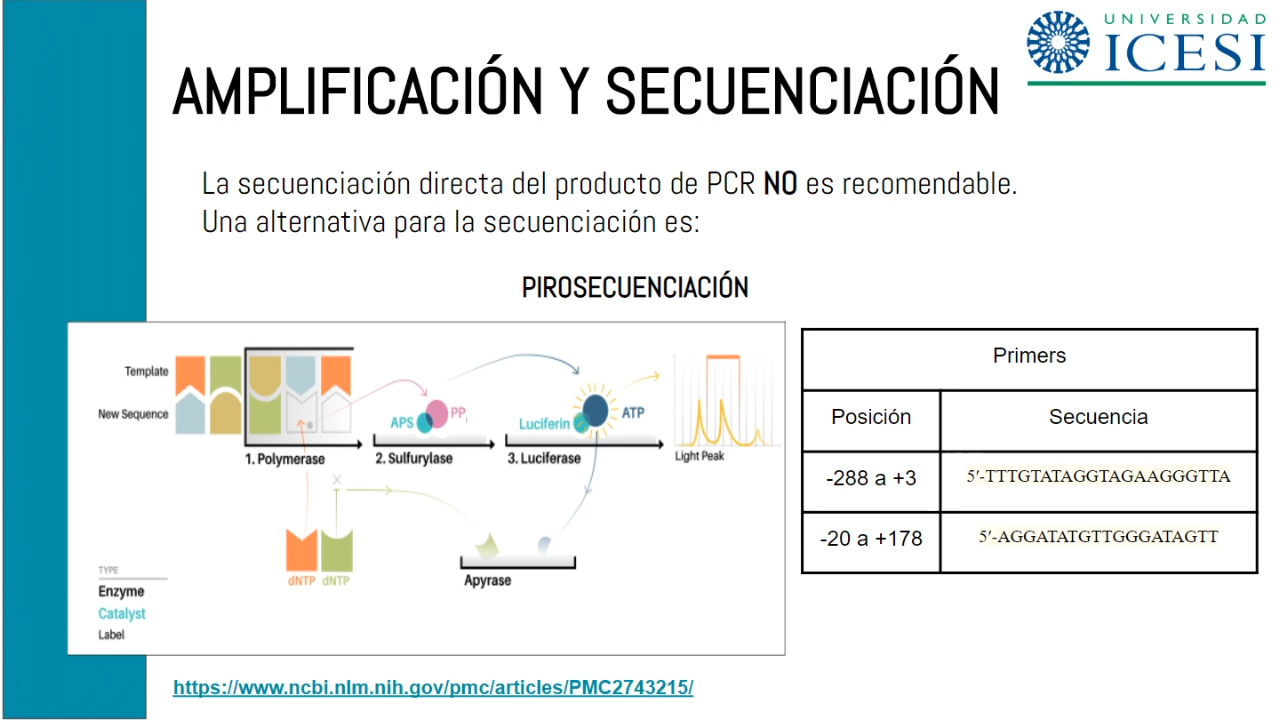 UNIVERSIDAD
ICESI
AMPLIFICACIÓN Y SECUENCIACIÓN
La secuenciación directa del producto de PCR NO es recomendable.
Una alternativa para la secuenciación es:
PIROSECUENCIACIÓN
Template
New Sequence
APS
PPi
Luciferin
ATP
1. Polymerase
2. Sulfurylase
3. Luciferase
Light Peak
X
dNTP
dNTP
Apyrase
TYPE
Enzyme
Catalyst
Label
Primers
Posición
Secuencia
-288 a +3
5′-TTTGTATAGGTAGAAGGGTTA
-20 a +178
5′-AGGATATGTTGGGATAGTT
https://www.ncbi.nlm.nih.gov/pmc/articles/PMC2743215/